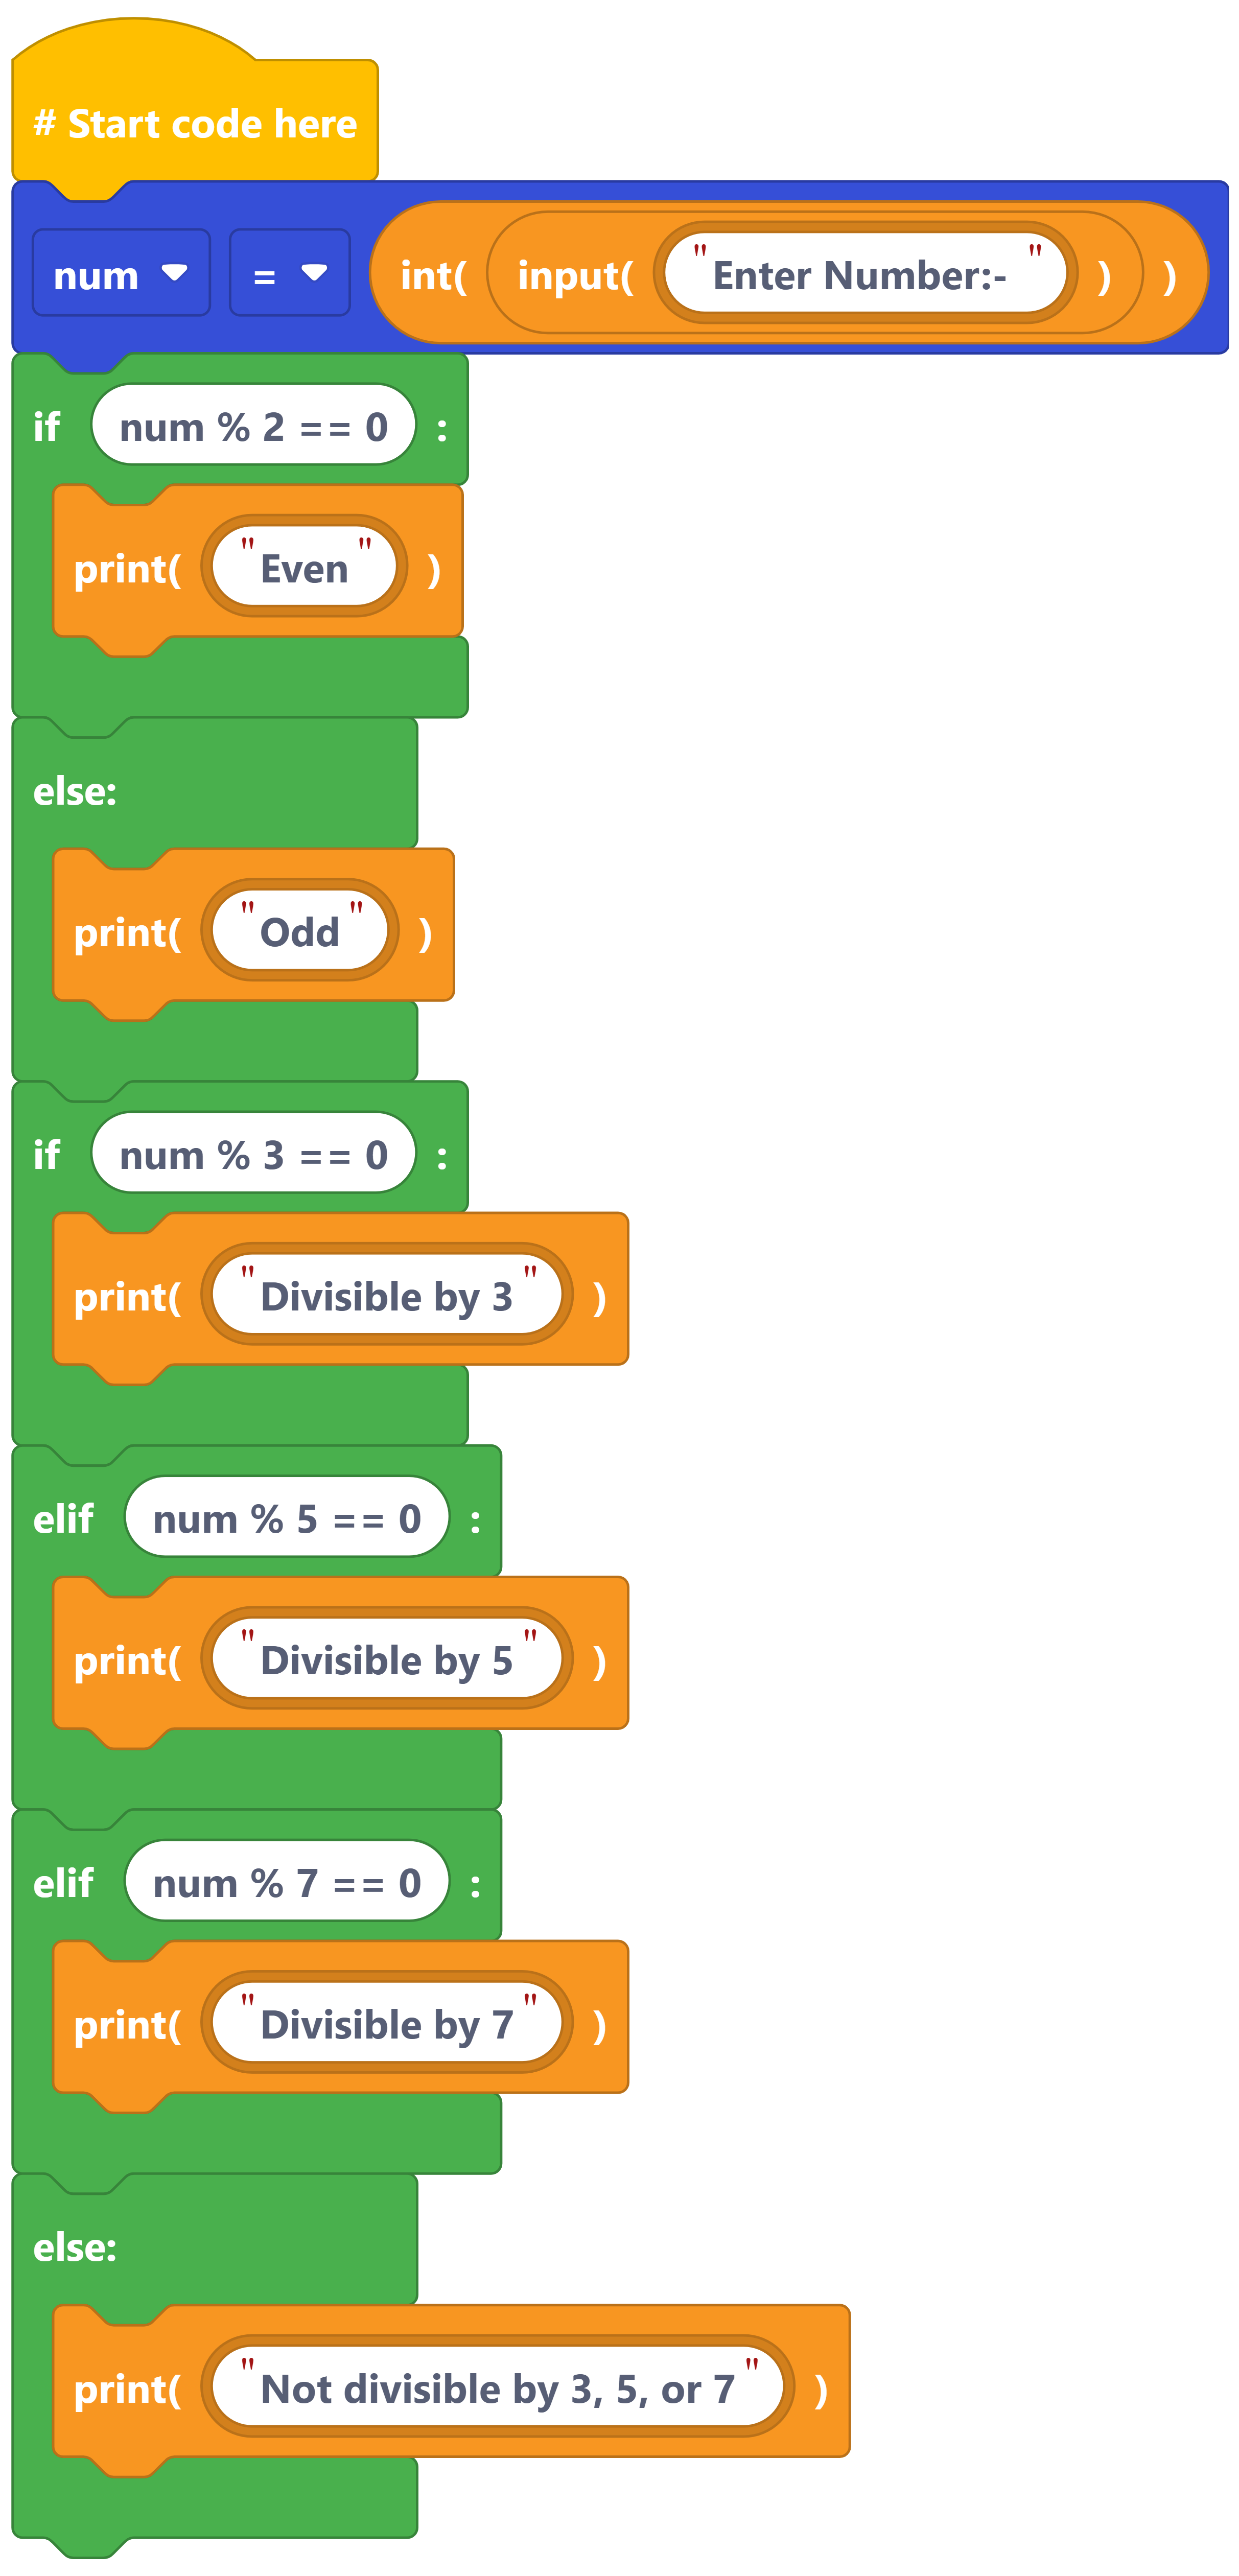 # Start code here
num = int( input( "Enter Number:- " ) )
if num % 2 == 0 :
print( "Even" )
else:
print( "Odd" )
if num % 3 == 0 :
print( "Divisible by 3" )
elif num % 5 == 0 :
print( "Divisible by 5" )
elif num % 7 == 0 :
print( "Divisible by 7" )
else:
print( "Not divisible by 3, 5, or 7" )